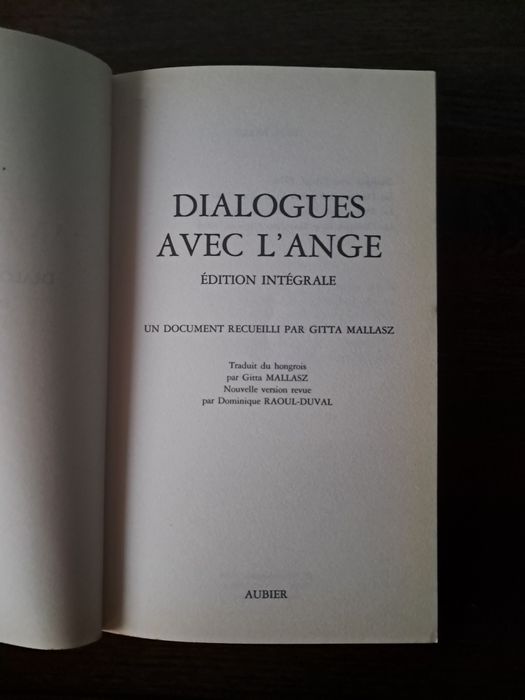 DIALOGUES
AVEC L'ANGE
ÉDITION INTÉGRALE
UN DOCUMENT RECUEILLI PAR GITTA MALLASZ
Traduit du hongrois
par Gitta MALLASZ
Nouvelle version revue
par Dominique RAOUL-DUVAL
AUBIER